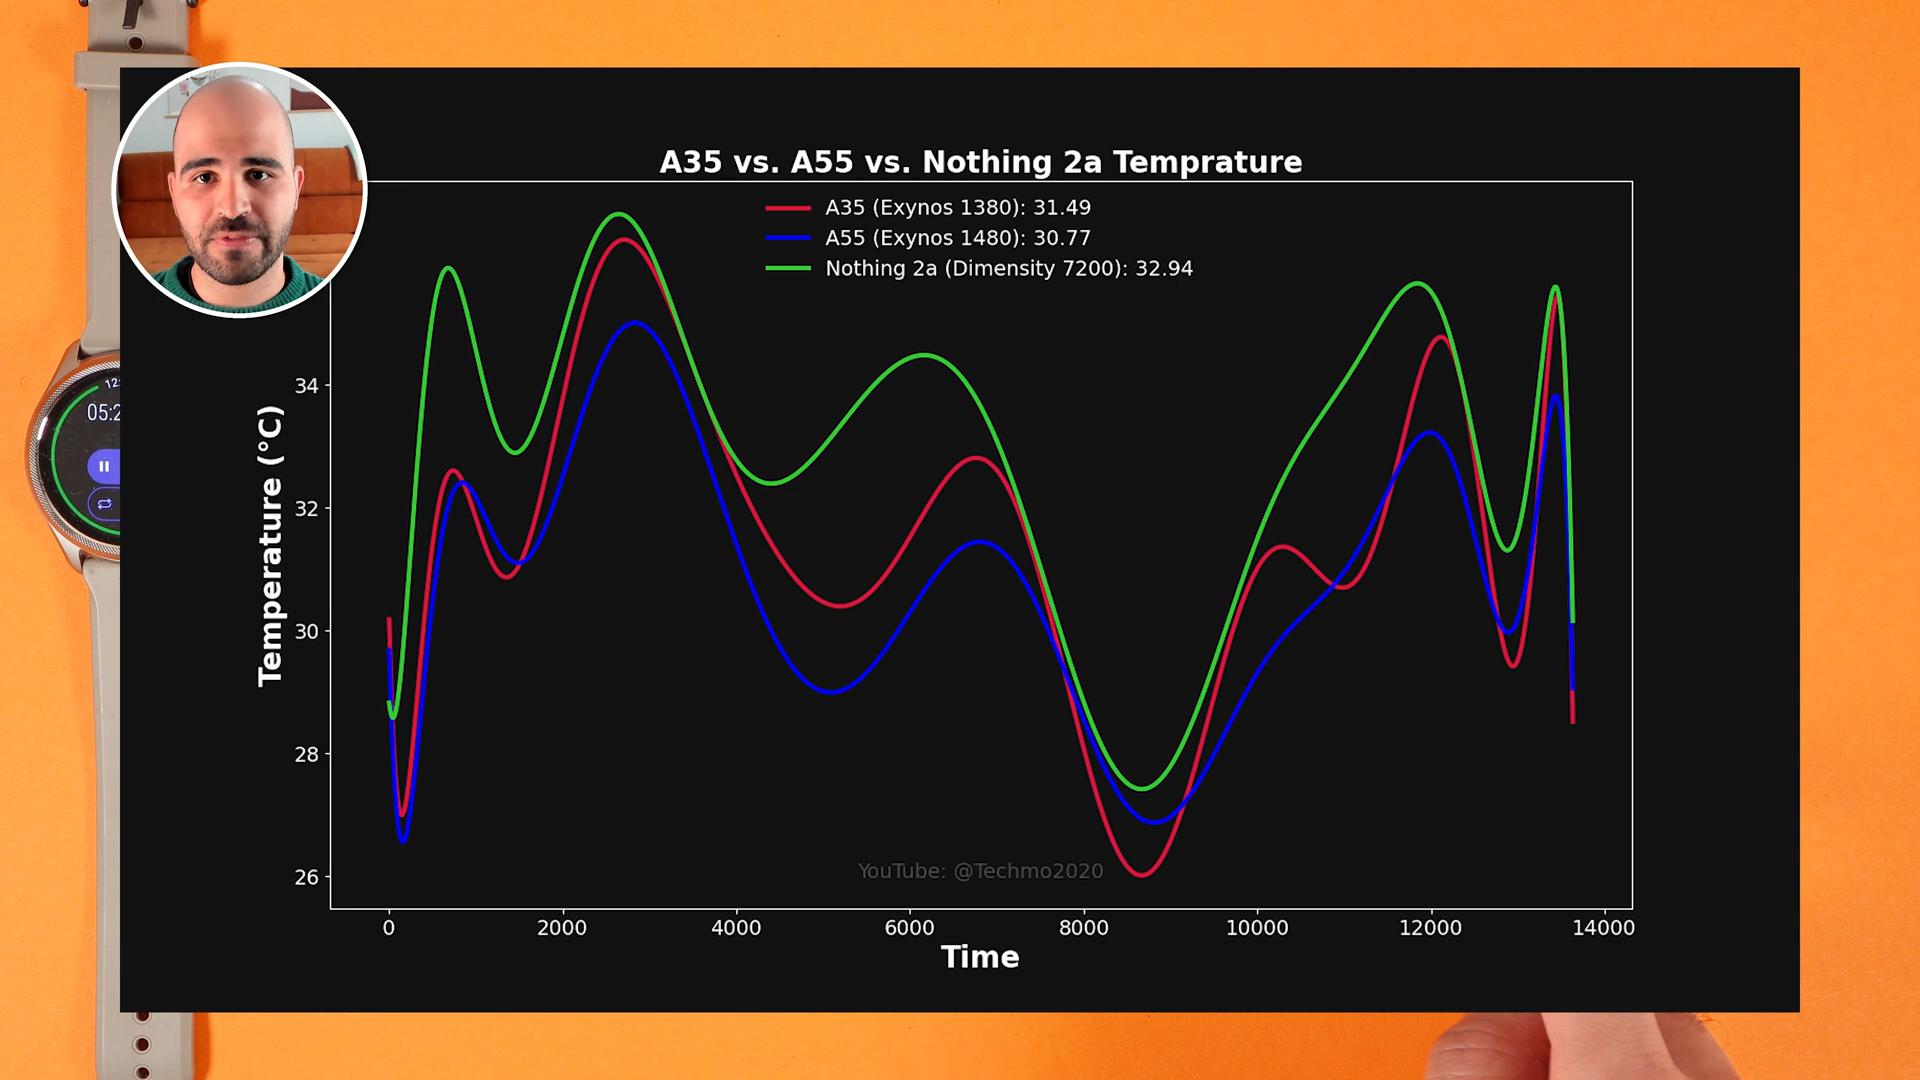 A35 vs. A55 vs. Nothing 2a Temprature
A35 (Exynos 1380): 31.49
A55 (Exynos 1480): 30.77
Nothing 2a (Dimensity 7200): 32.94
Temperature (°C)
34
32
30
28
26
YouTube: @Techmo2020
0 2000 4000 6000 8000 10000 12000 14000
Time
12:
05:2